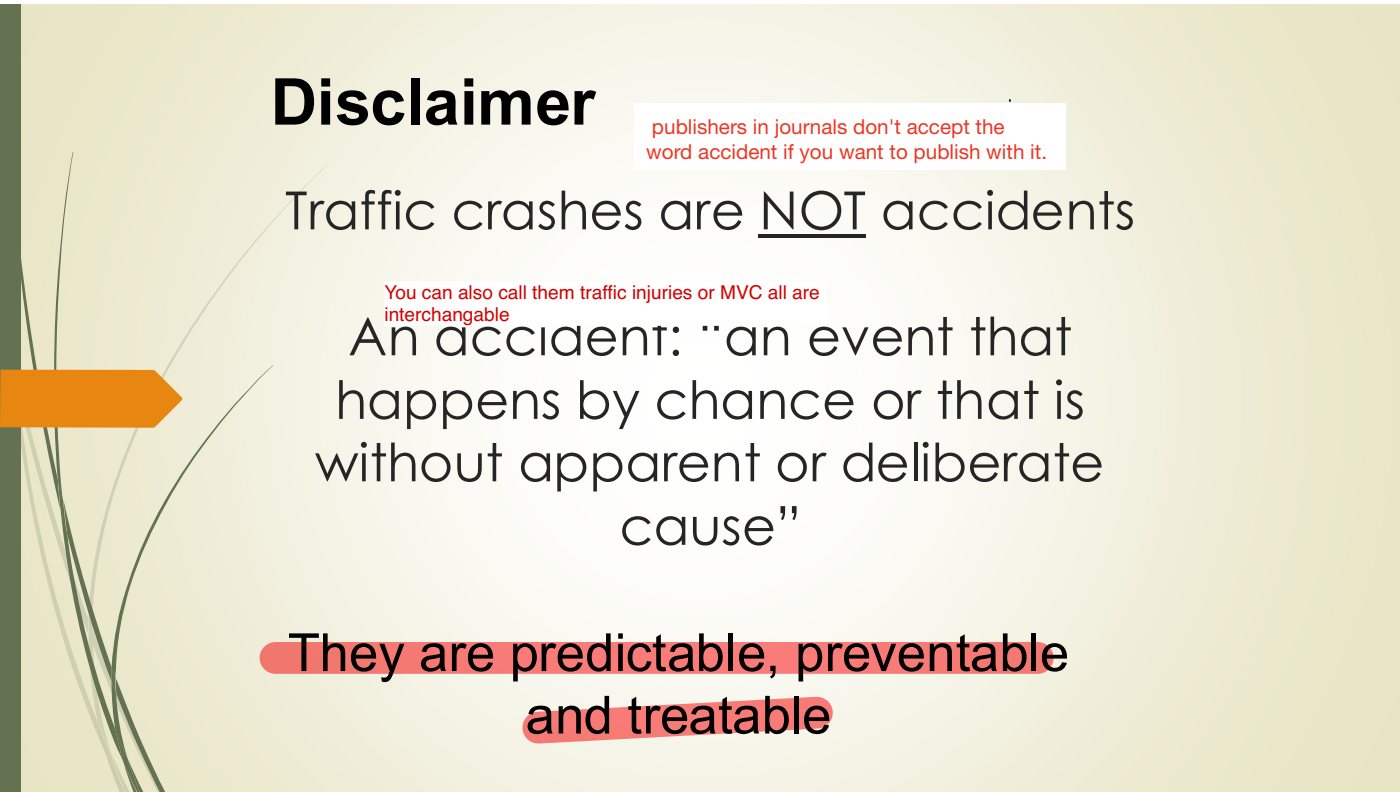 Disclaimer
publishers in journals don't accept the
word accident if you want to publish with it.
Traffic crashes are NOT accidents
You can also call them traffic injuries or MVC all are
interchangable
An accident: "an event that
happens by chance or that is
without apparent or deliberate
cause”
They are predictable, preventable
and treatable